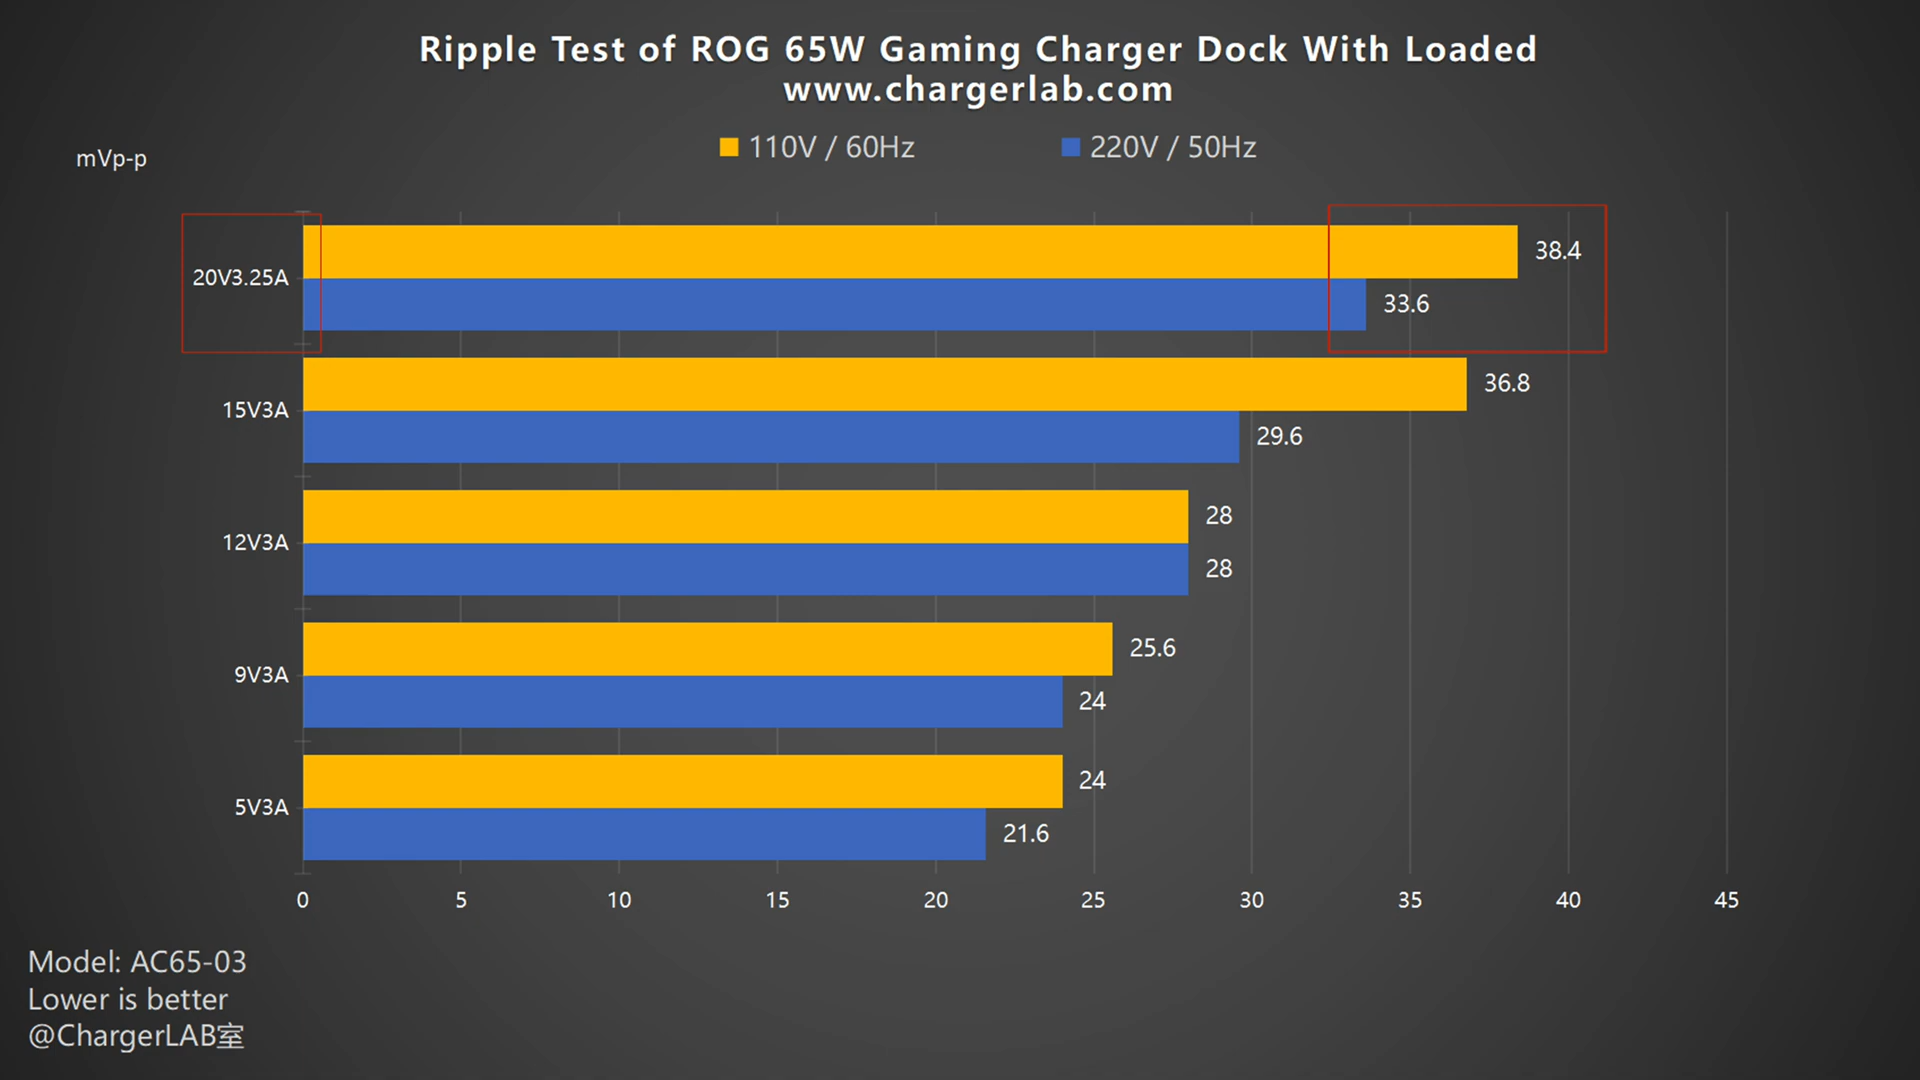 Ripple Test of ROG 65W Gaming Charger Dock With Loaded
www.chargerlab.com
110V / 60Hz 220V / 50Hz
mVp-p
20V3.25A
38.4
33.6
15V3A
36.8
29.6
12V3A
28
28
9V3A
25.6
24
5V3A
24
21.6
0 5 10 15 20 25 30 35 40 45
Model: AC65-03
Lower is better
@ChargerLAB室